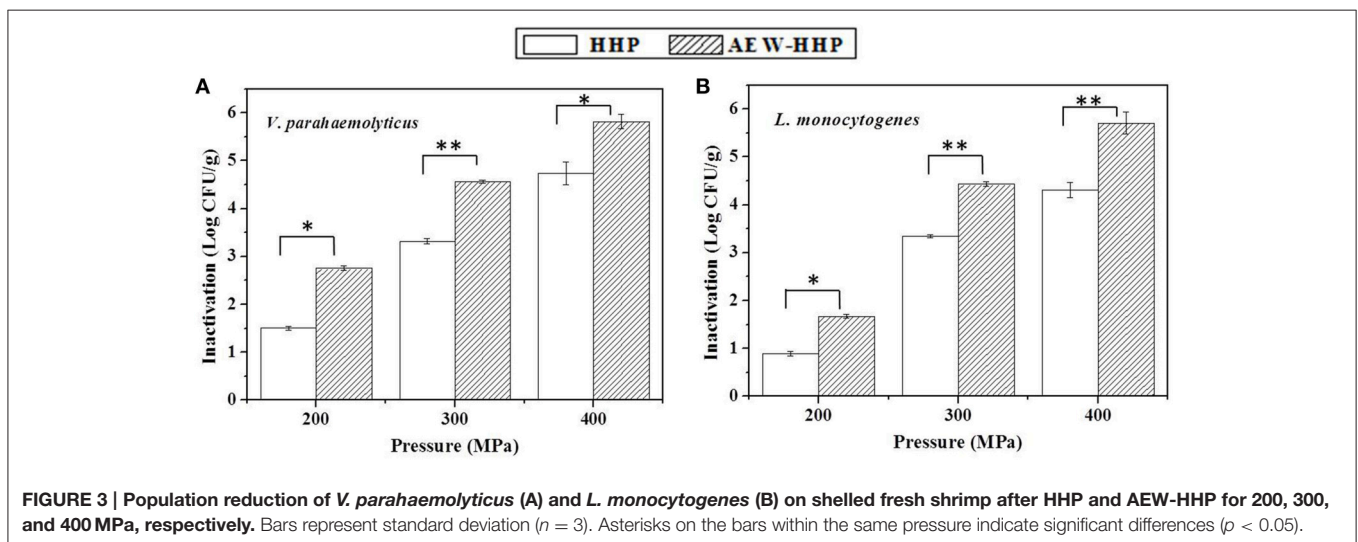 HHP AEW-HHP
A
V. parahaemolyticus
Inactivation (Log CFU/g)
6
5
4
3
2
1
0
*
**
*
200 300 400
Pressure (MPa)
B
L. monocytogenes
Inactivation (Log CFU/g)
6
5
4
3
2
1
0
*
**
**
200 300 400
Pressure (MPa)
FIGURE 3 | Population reduction of V. parahaemolyticus (A) and L. monocytogenes (B) on shelled fresh shrimp after HHP and AEW-HHP for 200, 300,
and 400 MPa, respectively. Bars represent standard deviation (n = 3). Asterisks on the bars within the same pressure indicate significant differences (p < 0.05).